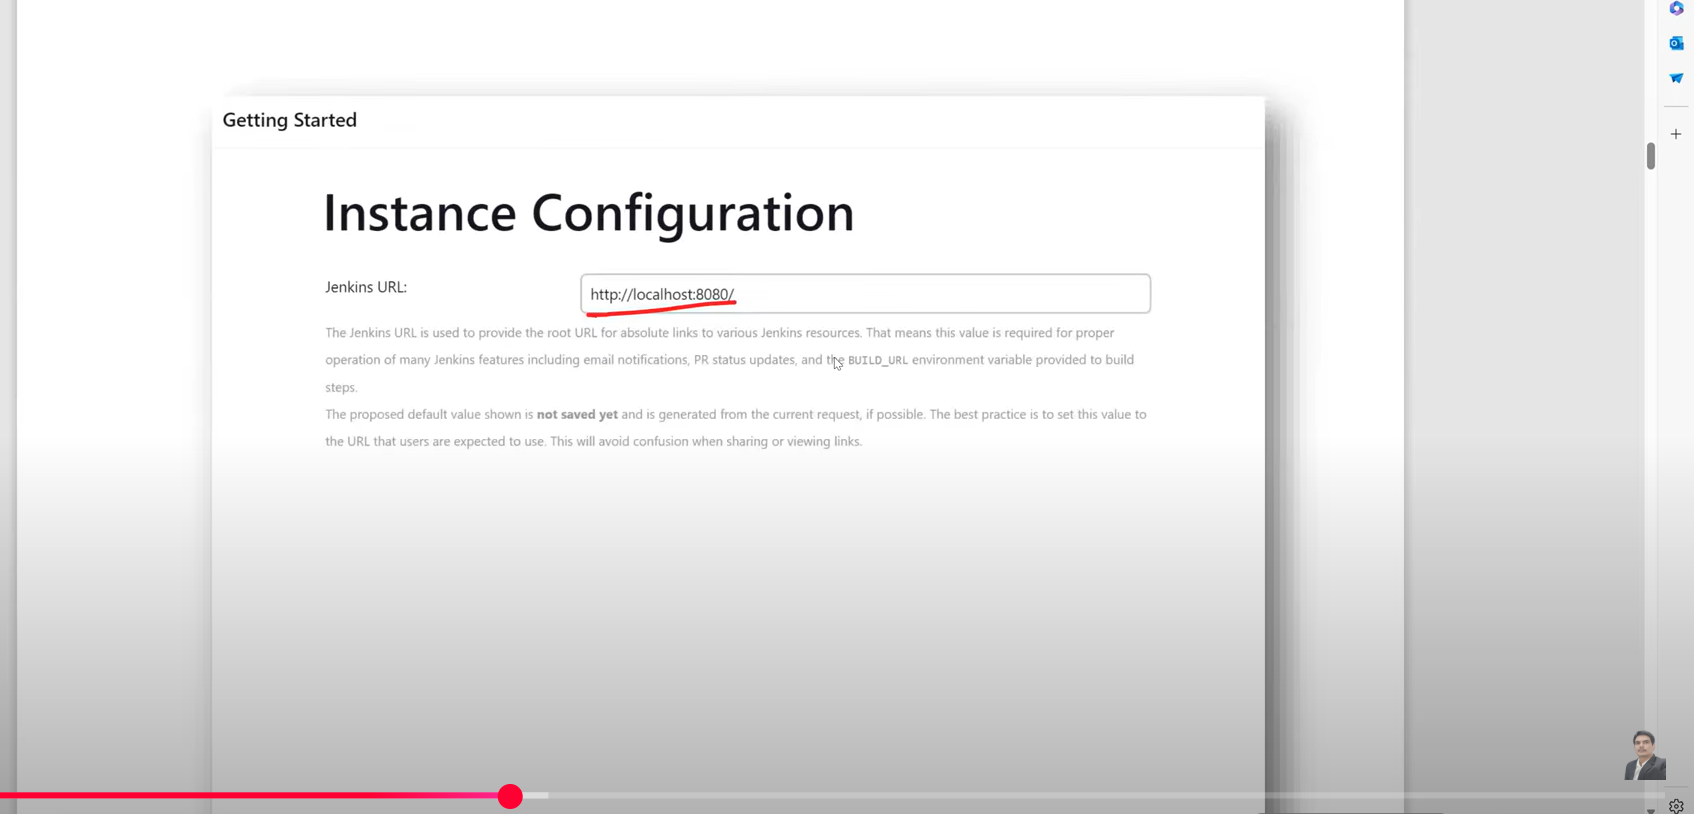 Getting Started
Instance Configuration
Jenkins URL:
http://localhost:8080/
The Jenkins URL is used to provide the root URL for absolute links to various Jenkins resources. That means this value is required for proper
operation of many Jenkins features including email notifications, PR status updates, and the BUILD_URL environment variable provided to build
steps.
The proposed default value shown is not saved yet and is generated from the current request, if possible. The best practice is to set this value to
the URL that users are expected to use. This will avoid confusion when sharing or viewing links.